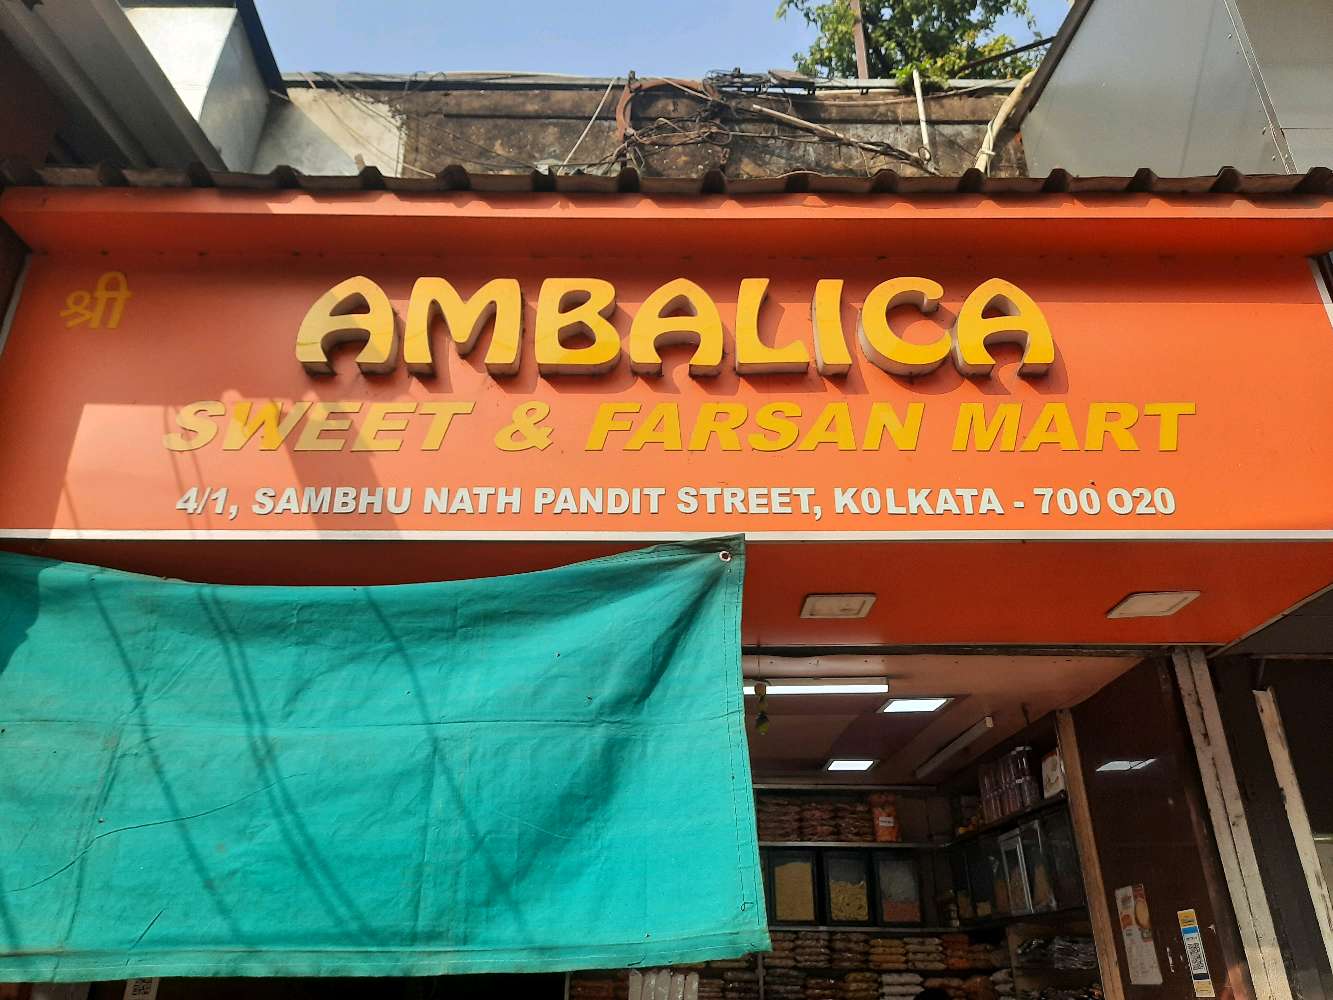 श्री
AMBALICA
SWEET & FARSAN MART
4/1, SAMBHU NATH PANDIT STREET, KOLKATA - 700 020